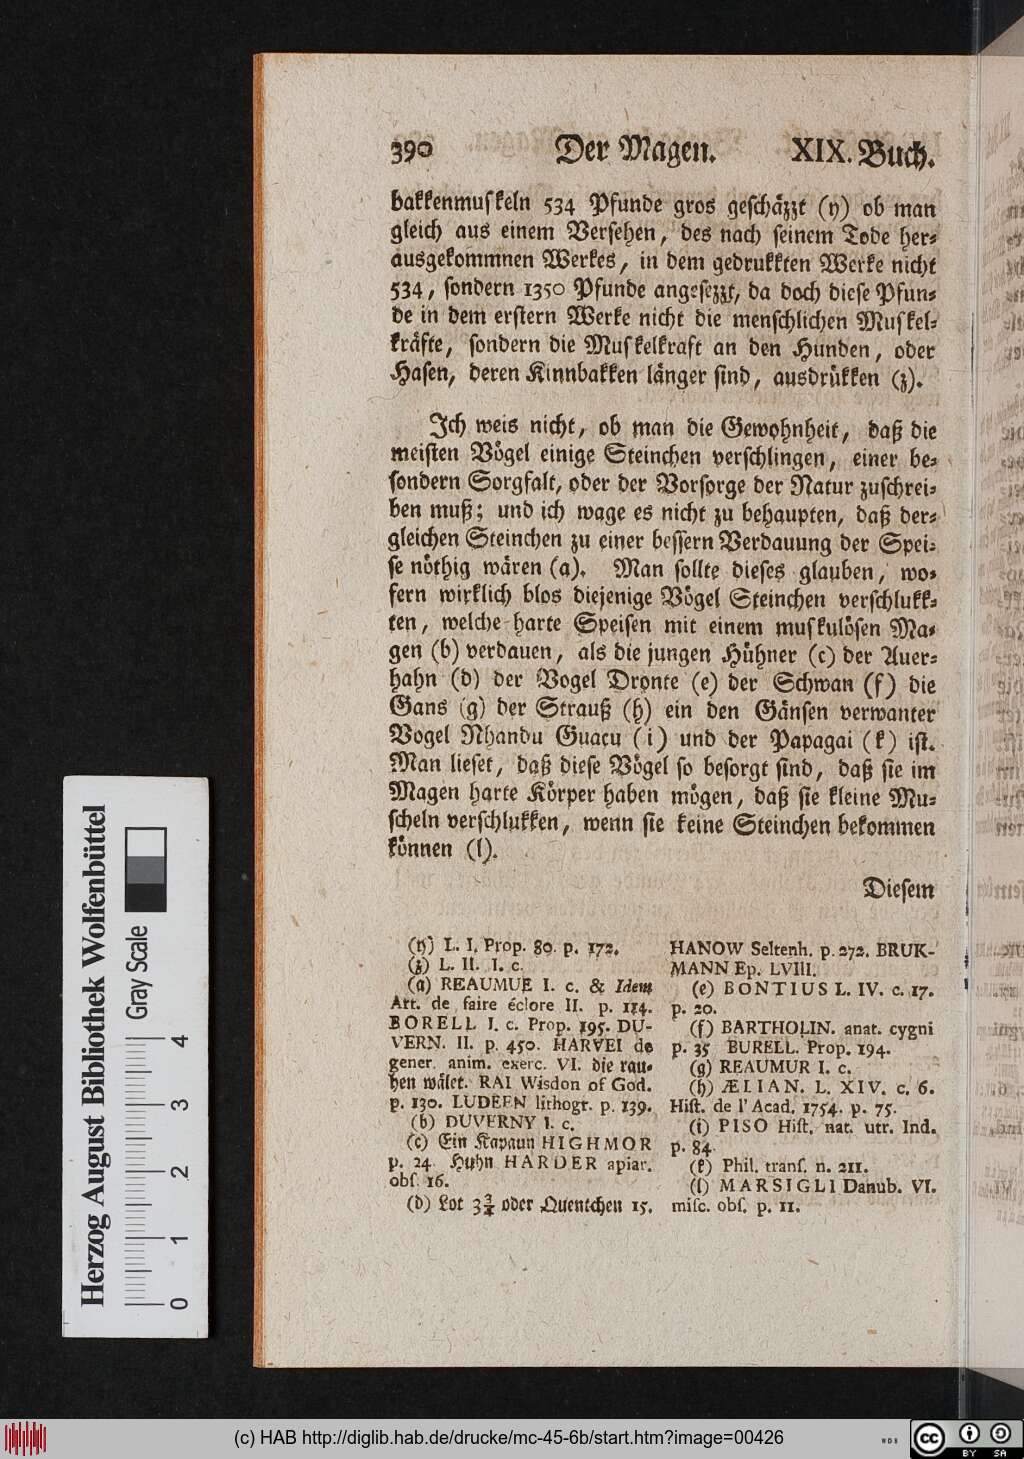 390 Der Magen. XIX. Buch.
bakkenmuskeln 534 Pfunde gros geschäzzt (y) ob man
gleich aus einem Versehen, des nach seinem Tode her-
ausgekommnen Werkes, in dem gedrukkten Werke nicht
534, sondern 1350 Pfunde angesezzt, da doch diese Pfun-
de in dem erstern Werke nicht die menschlichen Muskel-
kräfte, sondern die Muskelkraft an den Hunden, oder
Hasen, deren Kinnbakken länger sind, ausdrükken (z).
Ich weis nicht, ob man die Gewohnheit, daß die
meisten Vögel einige Steinchen verschlingen, einer be-
sondern Sorgfalt, oder der Vorsorge der Natur zuschrei-
ben muß; und ich wage es nicht zu behaupten, daß der-
gleichen Steinchen zu einer bessern Verdauung der Spei-
se nöthig wären (a). Man sollte dieses glauben, wo-
fern wirklich blos diejenige Vögel Steinchen verschlukk-
ten, welche harte Speisen mit einem muskulösen Ma-
gen (b) verdauen, als die jungen Hühner (c) der Auer-
hahn (d) der Vogel Dronte (e) der Schwan (f) die
Gans (g) der Strauß (h) ein den Gänsen verwanter
Vogel Nhandu Guacu (i) und der Papagai (k) ist.
Man lieset, daß diese Vögel so besorgt sind, daß sie im
Magen harte Körper haben mögen, daß sie kleine Mu-
scheln verschlukken, wenn sie keine Steinchen bekommen
können (l).
Diesem
(y) L. I. Prop. 80. p. 172.
(z) L. II. I. c.
(a) REAUMUR I. c. & Idem
Art. de faire éclore II. p. 114.
BORELL I. c. Prop. 195. DU-
VERN. II. p. 450. HARVEI de
gener. anim. exerc. VI. die rau-
hen wälet. RAI Wisdon of God.
p. 130. LUDEEN lithogr. p. 139.
(b) DUVERNY I. c.
(c) Ein Kapaun HIGHMOR
p. 24. Huhn HARDER apiar.
obs. 16.
(d) Lot 3¾ oder Quentchen 15.
HANOW Seltenh. p. 272. BRUK-
MANN Ep. LVIII.
(e) BONTIUS L. IV. c. 17.
p. 20.
(f) BARTHOLIN. anat. cygni
p. 35 BURELL. Prop. 194.
(g) REAUMUR I. c.
(h) ÆLIAN. L. XIV. c. 6.
Hist. de l'Acad. 1754. p. 75.
(i) PISO Hist. nat. utr. Ind.
p. 84.
(k) Phil. trans. n. 211.
(l) MARSIGLI Danub. VI.
misc. obs. p. 11.
Herzog August Bibliothek Wolfenbüttel
Gray Scale
0 1 2 3 4
(c) HAB http://diglib.hab.de/drucke/mc-45-6b/start.htm?image=00426
WDB
cc BY SA